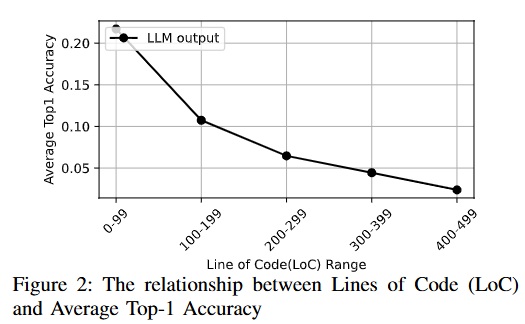 LLM output
Average Top1 Accuracy
0.20
0.15
0.10
0.05
0-99
100-199
200-299
300-399
400-499
Line of Code(LoC) Range
Figure 2: The relationship between Lines of Code (LoC)
and Average Top-1 Accuracy